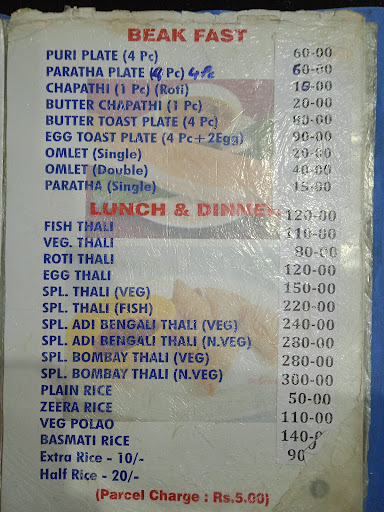 BEAK FAST
PURI PLATE (4 Pc) 60-00
PARATHA PLATE (4 Pc) 4 Pc 60-00
CHAPATHI (1 Pc) (Roti) 15-00
BUTTER CHAPATHI (1 Pc) 20-00
BUTTER TOAST PLATE (4 Pc) 80-00
EGG TOAST PLATE (4 Pc+2Egg) 90-00
OMLET (Single) 20-00
OMLET (Double) 40-00
PARATHA (Single) 15-00
LUNCH & DINNER
FISH THALI 120-00
VEG. THALI 110-00
ROTI THALI 80-00
EGG THALI 120-00
SPL. THALI (VEG) 150-00
SPL. THALI (FISH) 220-00
SPL. ADI BENGALI THALI (VEG) 240-00
SPL. ADI BENGALI THALI (N.VEG) 280-00
SPL. BOMBAY THALI (VEG) 280-00
SPL. BOMBAY THALI (N.VEG) 300-00
PLAIN RICE 50-00
ZEERA RICE 110-00
VEG POLAO 140-0
BASMATI RICE 90
Extra Rice - 10/-
Half Rice - 20/-
(Parcel Charge : Rs.5.00)